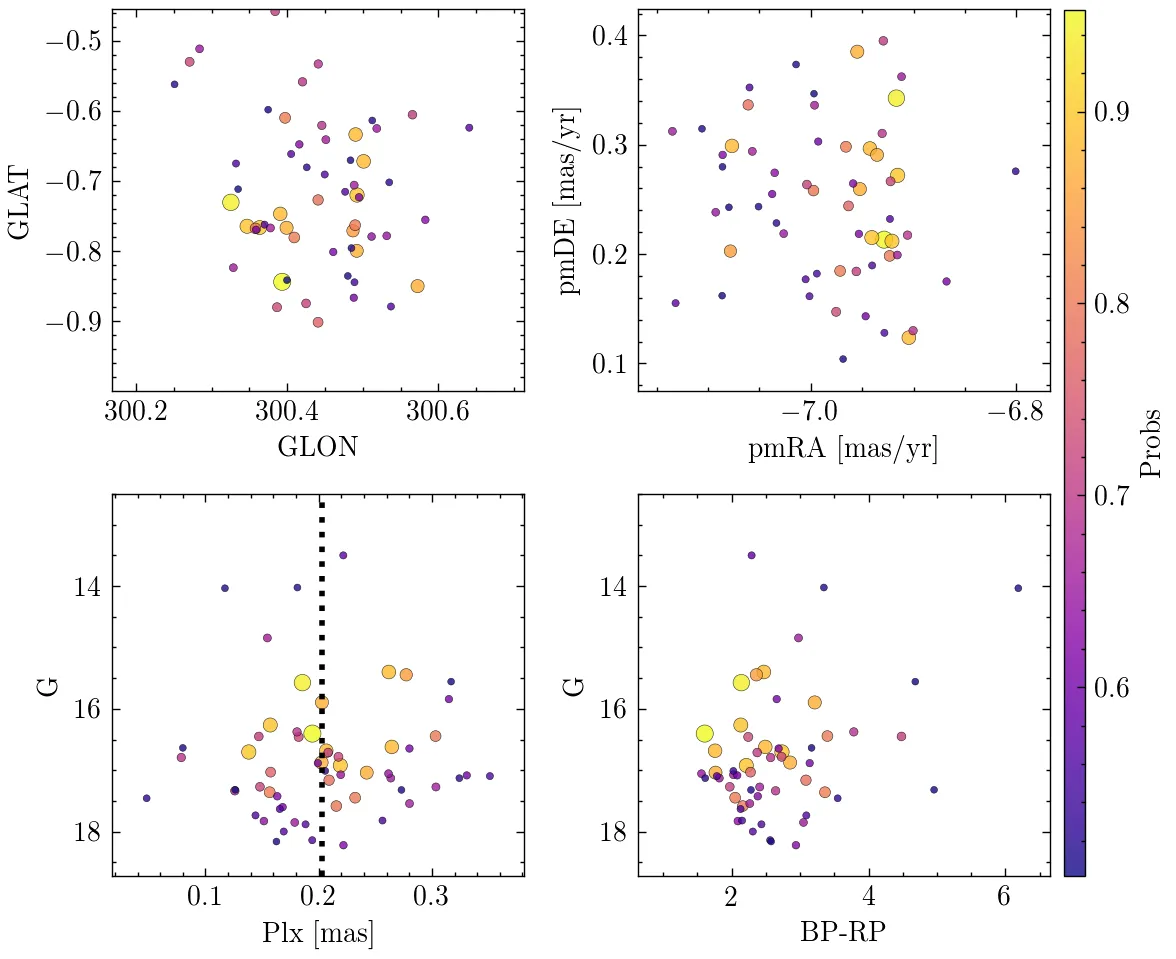 −0.5
−0.6
−0.7
−0.8
−0.9
GLAT
300.2 300.4 300.6
GLON
0.4
0.3
0.2
0.1
pmDE [mas/yr]
−7.0 −6.8
pmRA [mas/yr]
14
16
18
G
0.1 0.2 0.3
Plx [mas]
14
16
18
G
2 4 6
BP-RP
0.9
0.8
0.7
0.6
Probs